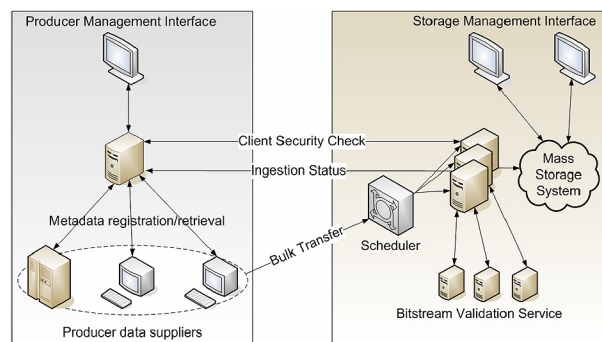 Producer Management Interface
Storage Management Interface
Client Security Check
Ingestion Status
Mass
Storage
System
Metadata registration/retrieval
Bulk Transfer
Scheduler
Bitstream Validation Service
Producer data suppliers